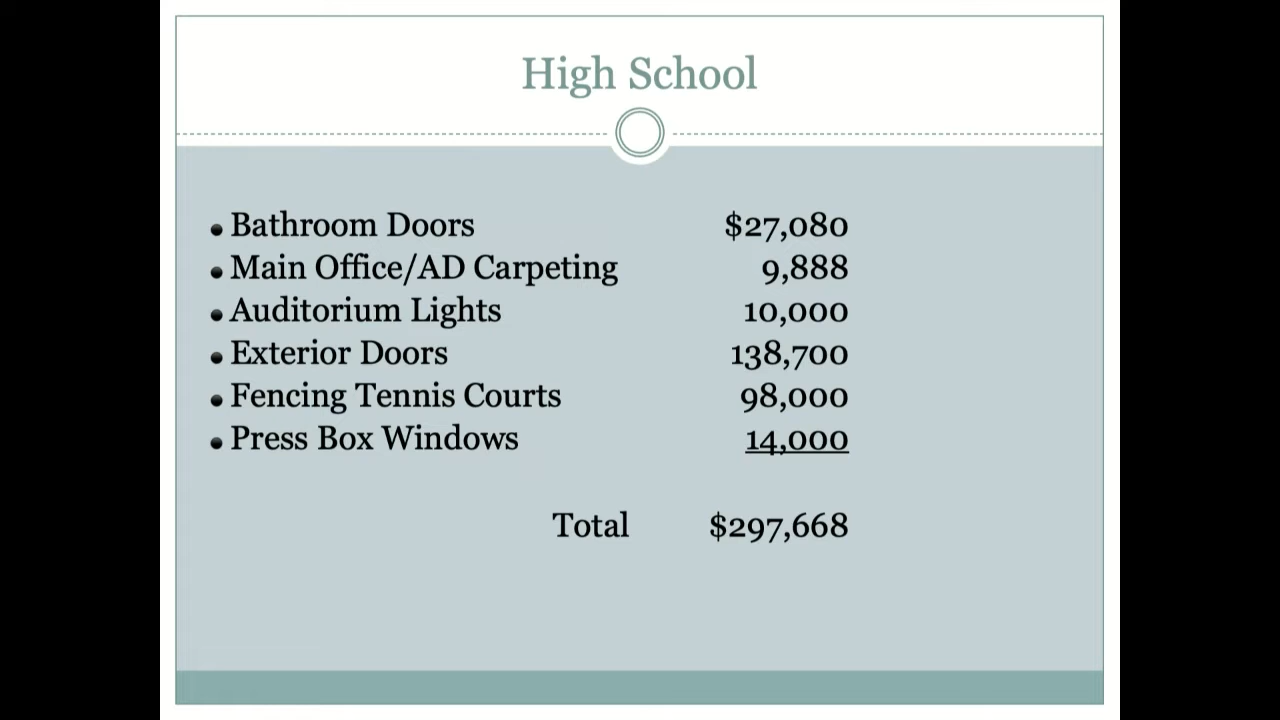 High School
• Bathroom Doors $27,080
• Main Office/AD Carpeting 9,888
• Auditorium Lights 10,000
• Exterior Doors 138,700
• Fencing Tennis Courts 98,000
• Press Box Windows 14,000
Total $297,668